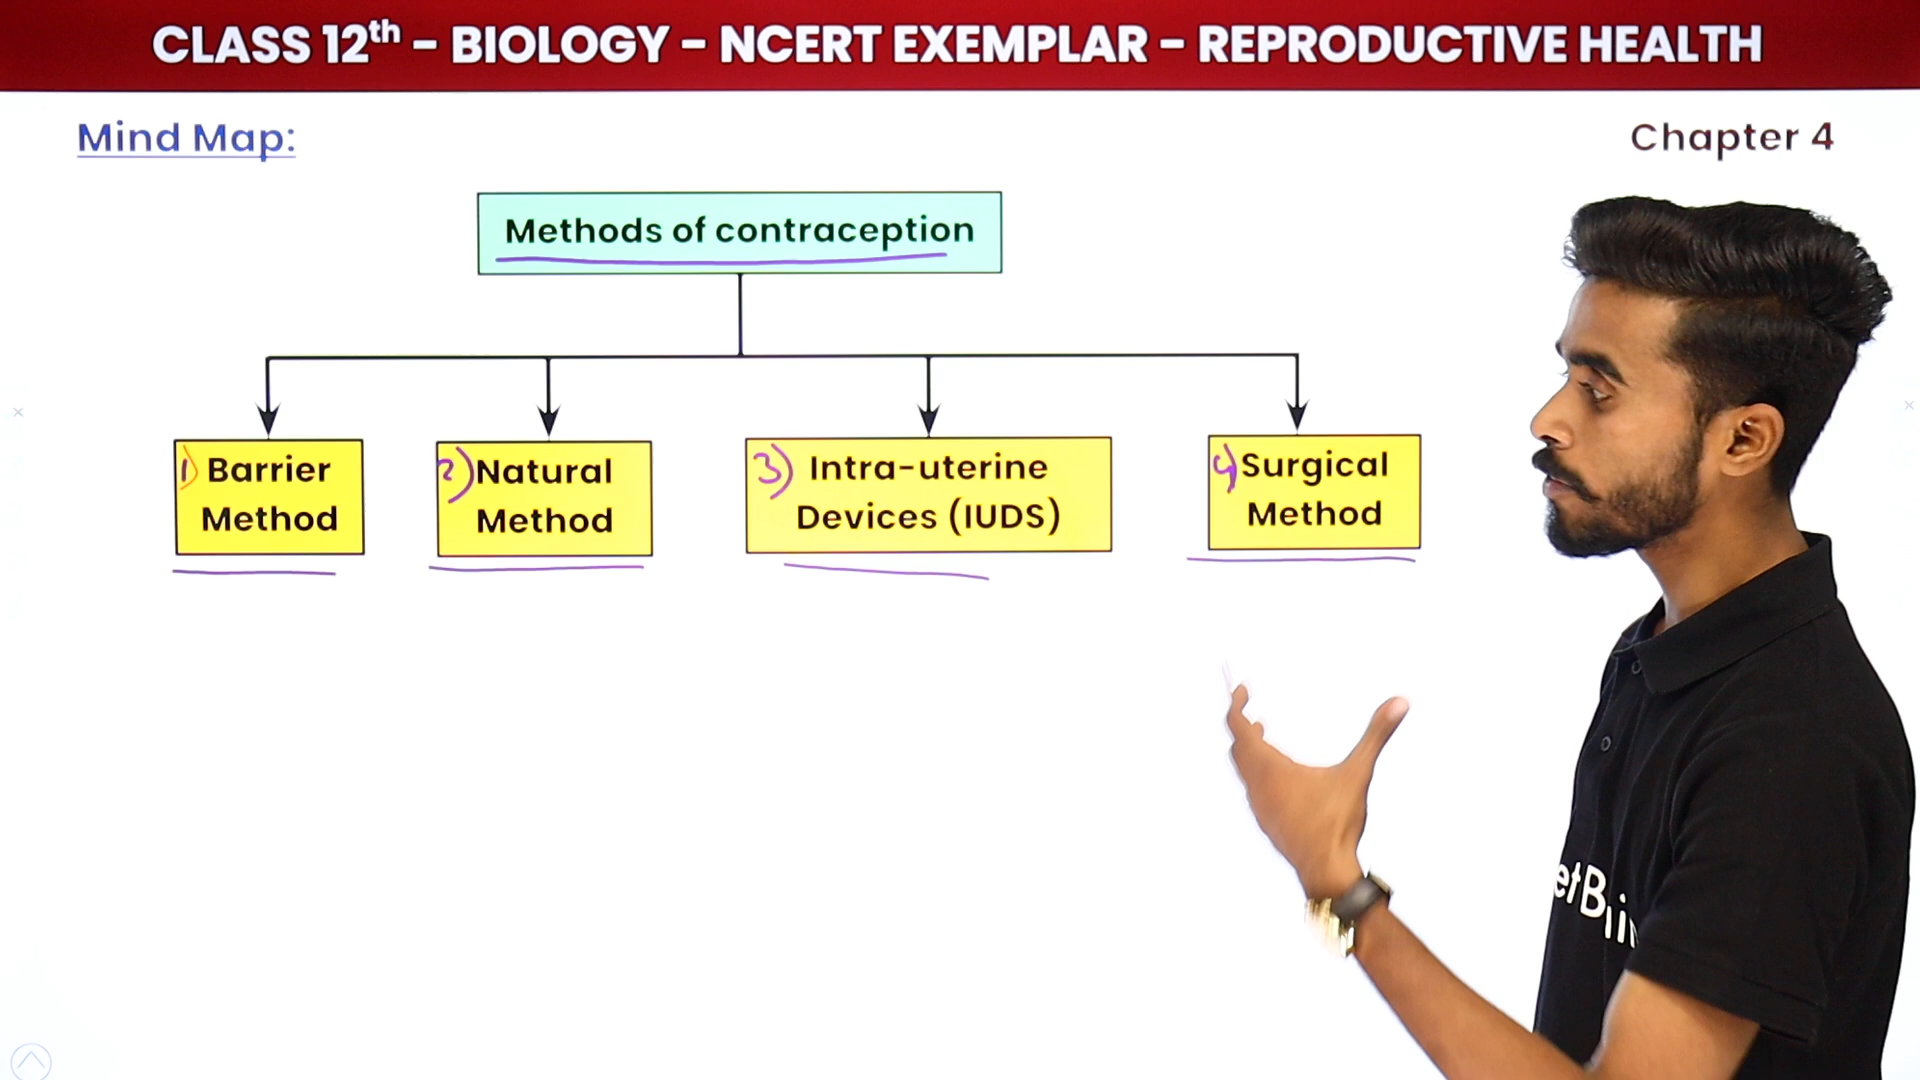 CLASS 12th - BIOLOGY - NCERT EXEMPLAR - REPRODUCTIVE HEALTH
Mind Map:
Chapter 4
Methods of contraception
1) Barrier
Method
2) Natural
Method
3) Intra-uterine
Devices (IUDS)
4) Surgical
Method